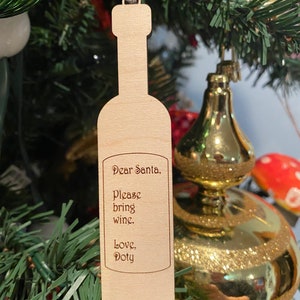 Dear Santa,
Please
bring
wine.
Love,
Doty